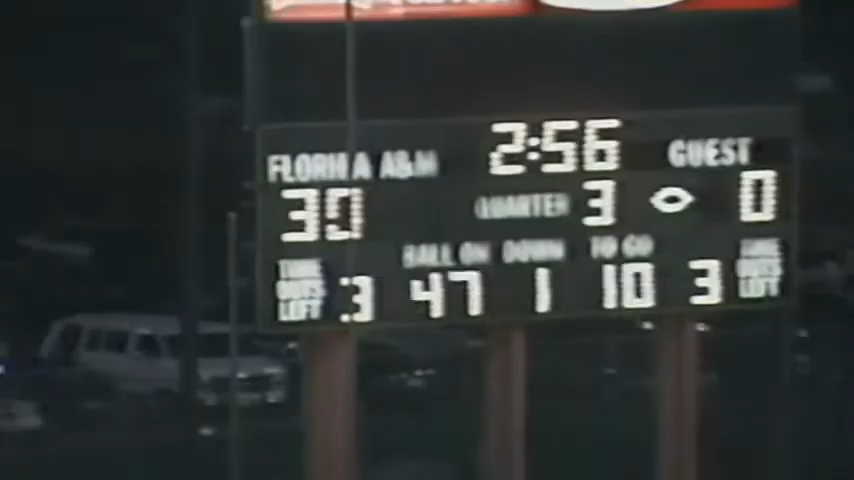 2:56
FLORIDA A&M GUEST
30 QUARTER 3 0
BALL ON DOWN TO GO
TIME OUTS LEFT 3 47 1 10 3 TIME OUTS LEFT